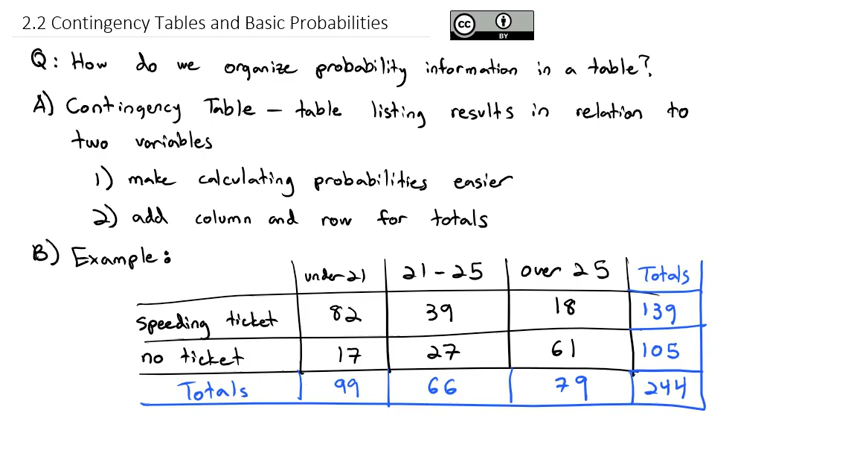 2.2 Contingency Tables and Basic Probabilities
cc BY
Q: How do we organize probability information in a table?
A) Contingency Table – table listing results in relation to
two variables
1) make calculating probabilities easier
2) add column and row for totals
B) Example:
under 21 21-25 over 25 Totals
speeding ticket 82 39 18 139
no ticket 17 27 61 105
Totals 99 66 79 244